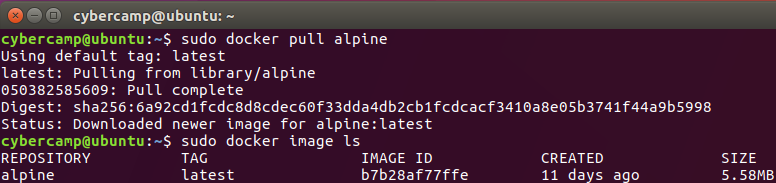 cybercamp@ubuntu: ~
cybercamp@ubuntu:~$ sudo docker pull alpine
Using default tag: latest
latest: Pulling from library/alpine
050382585609: Pull complete
Digest: sha256:6a92cd1fcdc8d8cdec60f33dda4db2cb1fcdcacf3410a8e05b3741f44a9b5998
Status: Downloaded newer image for alpine:latest
cybercamp@ubuntu:~$ sudo docker image ls
REPOSITORY TAG IMAGE ID CREATED SIZE
alpine latest b7b28af77ffe 11 days ago 5.58MB